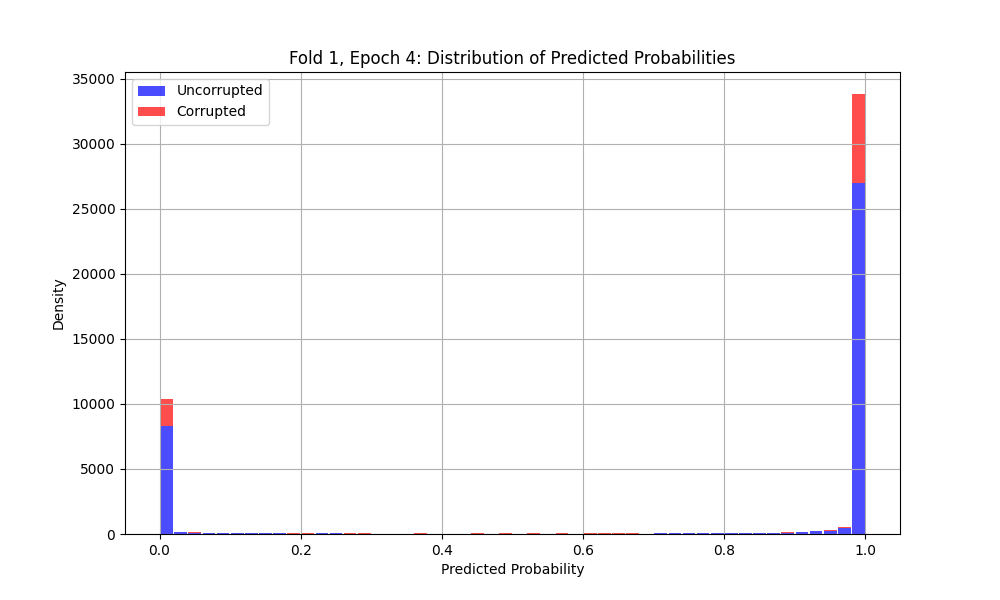 Fold 1, Epoch 4: Distribution of Predicted Probabilities
Uncorrupted
Corrupted
35000
30000
25000
20000
15000
10000
5000
0
Density
0.0 0.2 0.4 0.6 0.8 1.0
Predicted Probability